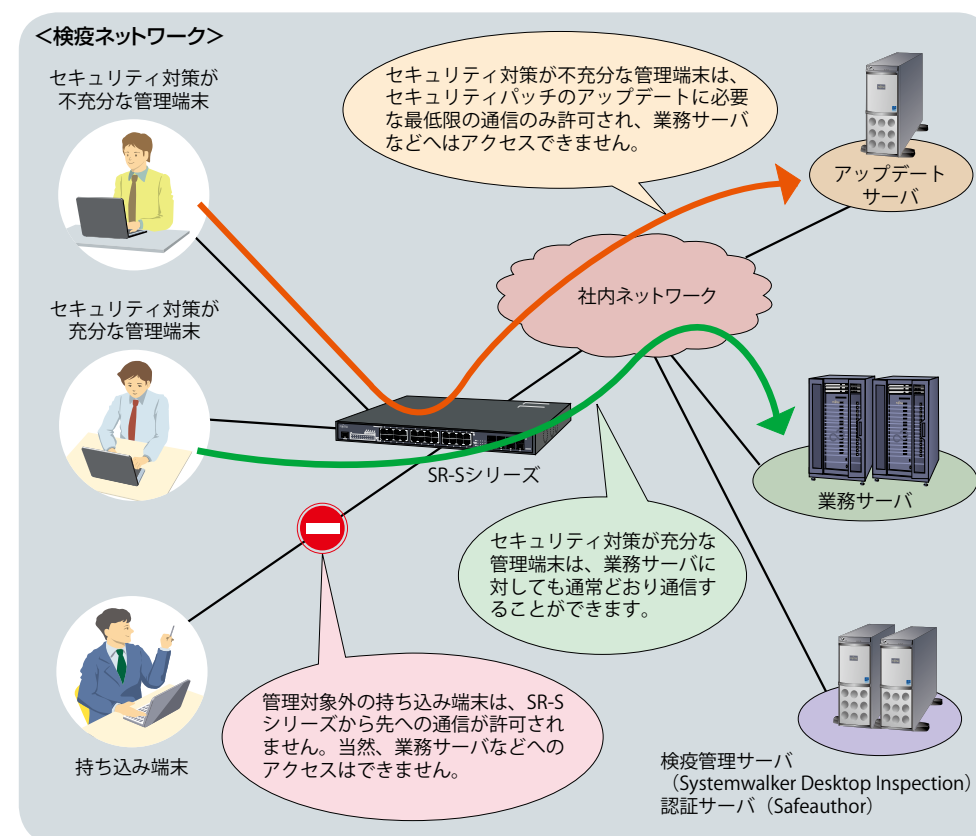 ＜検疫ネットワーク＞
セキュリティ対策が
不充分な管理端末
セキュリティ対策が不充分な管理端末は、
セキュリティパッチのアップデートに必要
な最低限の通信のみ許可され、業務サーバ
などへはアクセスできません。
アップデート
サーバ
社内ネットワーク
セキュリティ対策が
充分な管理端末
SR-Sシリーズ
業務サーバ
セキュリティ対策が充分な
管理端末は、業務サーバに
対しても通常どおり通信す
ることができます。
管理対象外の持ち込み端末は、SR-S
シリーズから先への通信が許可され
ません。当然、業務サーバなどへの
アクセスはできません。
持ち込み端末
検疫管理サーバ
（Systemwalker Desktop Inspection）
認証サーバ（Safeauthor）